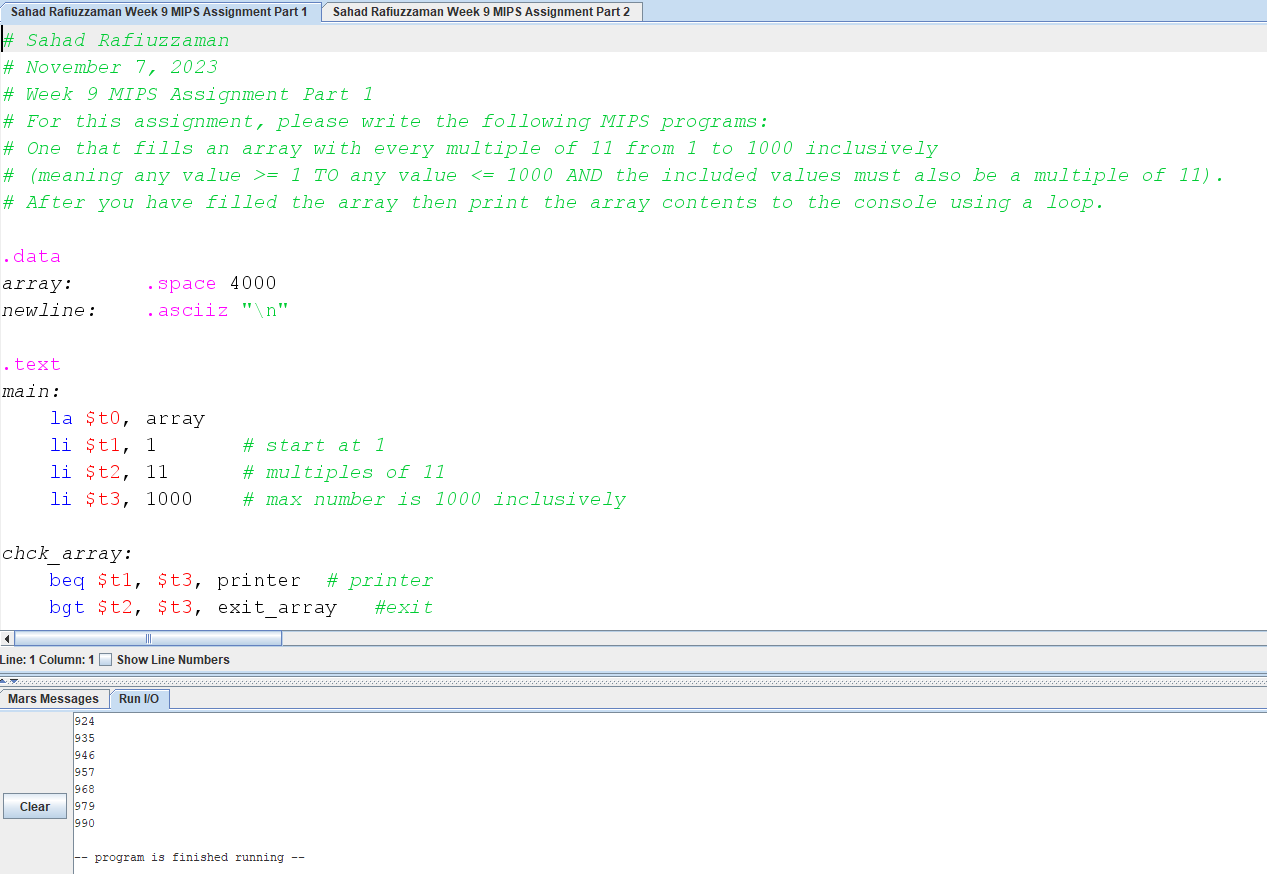 Sahad Rafiuzzaman Week 9 MIPS Assignment Part 1 Sahad Rafiuzzaman Week 9 MIPS Assignment Part 2
# Sahad Rafiuzzaman
# November 7, 2023
# Week 9 MIPS Assignment Part 1
# For this assignment, please write the following MIPS programs:
# One that fills an array with every multiple of 11 from 1 to 1000 inclusively
# (meaning any value >= 1 TO any value <= 1000 AND the included values must also be a multiple of 11).
# After you have filled the array then print the array contents to the console using a loop.
.data
array: .space 4000
newline: .asciiz "\n"
.text
main:
la $t0, array
li $t1, 1 # start at 1
li $t2, 11 # multiples of 11
li $t3, 1000 # max number is 1000 inclusively
chck_array:
beq $t1, $t3, printer # printer
bgt $t2, $t3, exit_array #exit
Line: 1 Column: 1 Show Line Numbers
Mars Messages Run I/O
924
935
946
957
968
Clear
979
990
-- program is finished running --